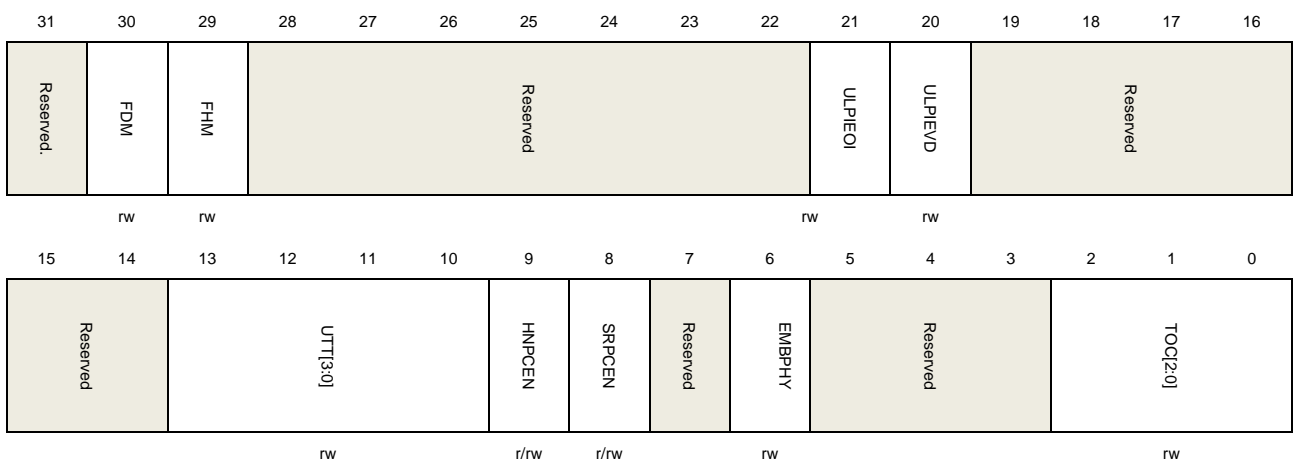 31 30 29 28 27 26 25 24 23 22 21 20 19 18 17 16
Reserved. FDM FHM Reserved ULPIEOI ULPIEVD Reserved
rw rw rw rw
15 14 13 12 11 10 9 8 7 6 5 4 3 2 1 0
Reserved UTT[3:0] HNPCEN SRPCEN Reserved EMBPHY Reserved TOC[2:0]
rw r/rw r/rw rw rw